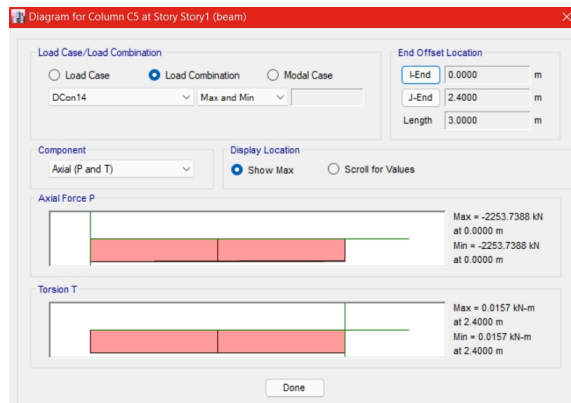 Diagram for Column C5 at Story Story1 (beam)
Load Case/Load Combination
Load Case Load Combination Modal Case
DCon14 Max and Min
End Offset Location
I-End 0.0000 m
J-End 2.4000 m
Length 3.0000 m
Component
Axial (P and T)
Display Location
Show Max Scroll for Values
Axial Force P
Max = -2253.7388 kN
at 0.0000 m
Min = -2253.7388 kN
at 0.0000 m
Torsion T
Max = 0.0157 kN-m
at 2.4000 m
Min = 0.0157 kN-m
at 2.4000 m
Done